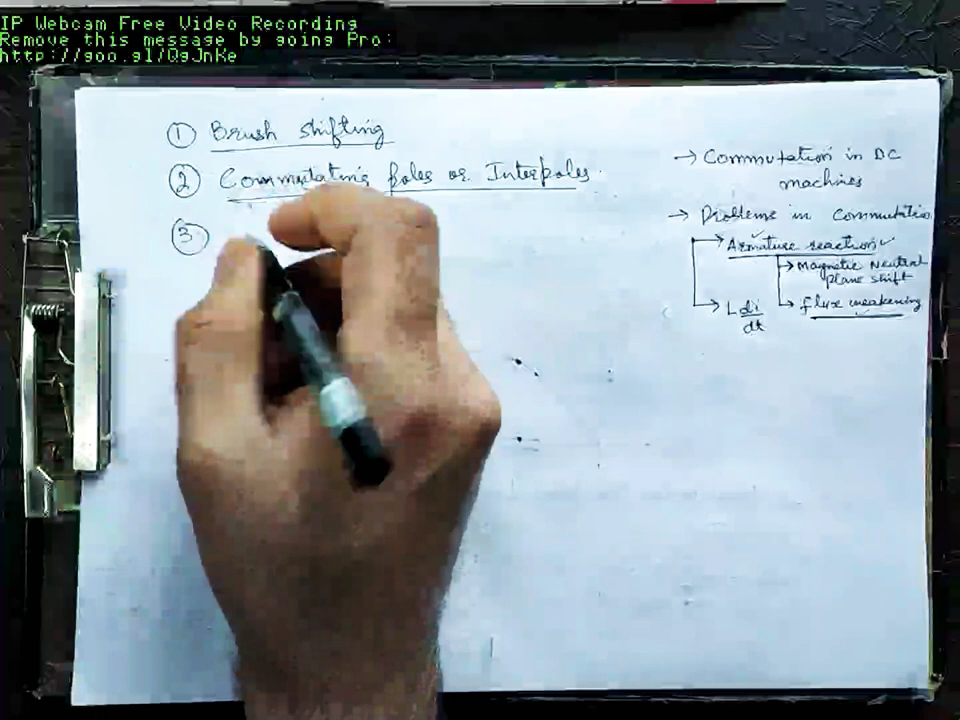 IP Webcam Free Video Recording
Remove this message by going Pro:
http://goo.gl/QgJnKe
① Brush shifting
② Commutating poles or Interpoles.
③
→ Commutation in DC
machines
→ Problems in commutation
→ Armature reaction
→ Magnetic Neutral
plane shift
→ flux weakening
→ L di/dt